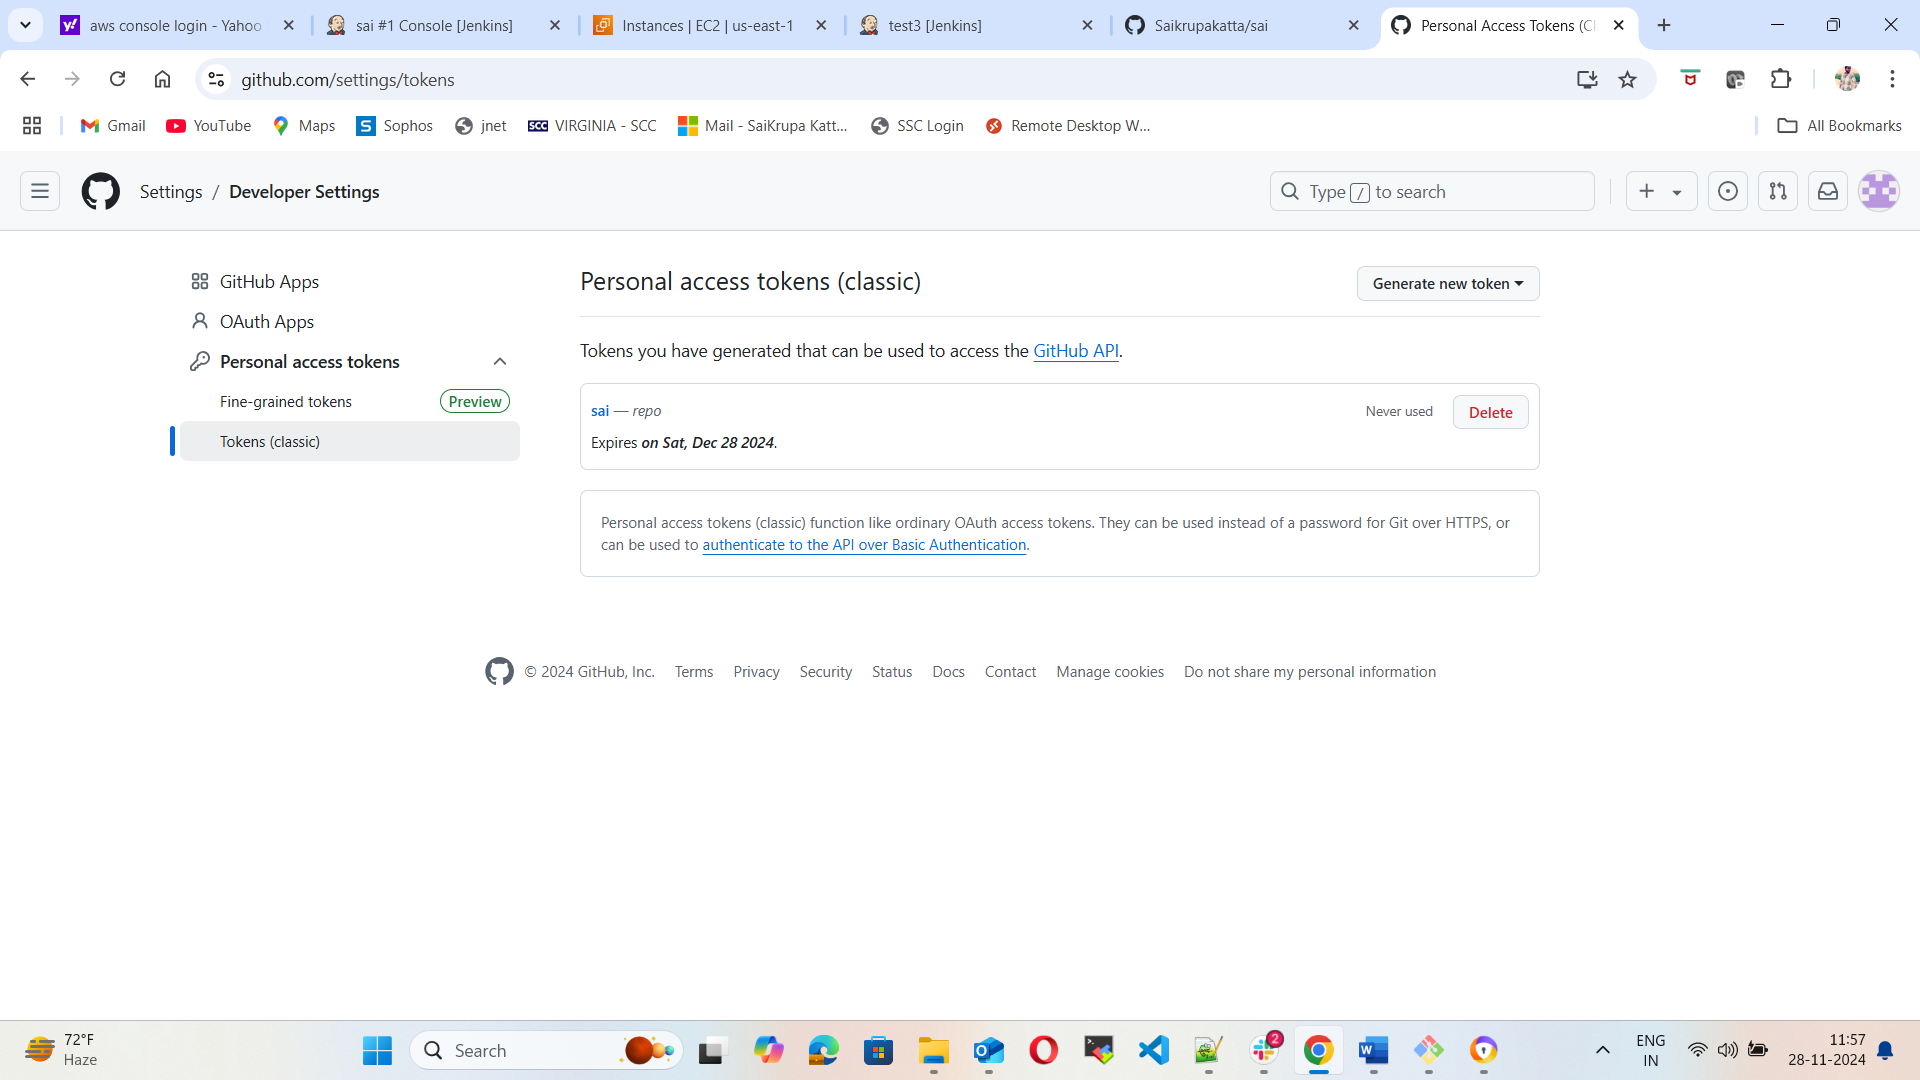 aws console login - Yahoo
sai #1 Console [Jenkins]
Instances | EC2 | us-east-1
test3 [Jenkins]
Saikrupakatta/sai
Personal Access Tokens (Cl
github.com/settings/tokens
Gmail
YouTube
Maps
Sophos
jnet
VIRGINIA - SCC
Mail - SaiKrupa Katt...
SSC Login
Remote Desktop W...
All Bookmarks
Settings / Developer Settings
Type / to search
GitHub Apps
OAuth Apps
Personal access tokens
Fine-grained tokens Preview
Tokens (classic)
Personal access tokens (classic)
Generate new token
Tokens you have generated that can be used to access the GitHub API.
sai — repo
Never used
Delete
Expires on Sat, Dec 28 2024.
Personal access tokens (classic) function like ordinary OAuth access tokens. They can be used instead of a password for Git over HTTPS, or
can be used to authenticate to the API over Basic Authentication.
© 2024 GitHub, Inc. Terms Privacy Security Status Docs Contact Manage cookies Do not share my personal information
72°F
Haze
Search
2
ENG
IN
11:57
28-11-2024